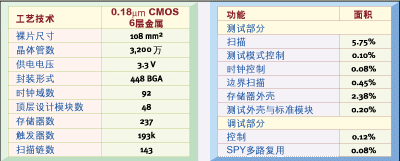 工艺技术 0.18μm CMOS
6层金属
裸片尺寸 108 mm²
晶体管数 3,200 万
供电电压 3.3 V
封装形式 448 BGA
时钟域数 92
顶层设计模块数 48
存储器数 237
触发器数 193k
扫描链数 143
功能 面积
测试部分
扫描 5.75%
测试模式控制 0.10%
时钟控制 0.08%
边界扫描 0.45%
存储器外壳 2.38%
测试外壳与标准模块 0.20%
调试部分
控制 0.12%
SPY多路复用 0.08%